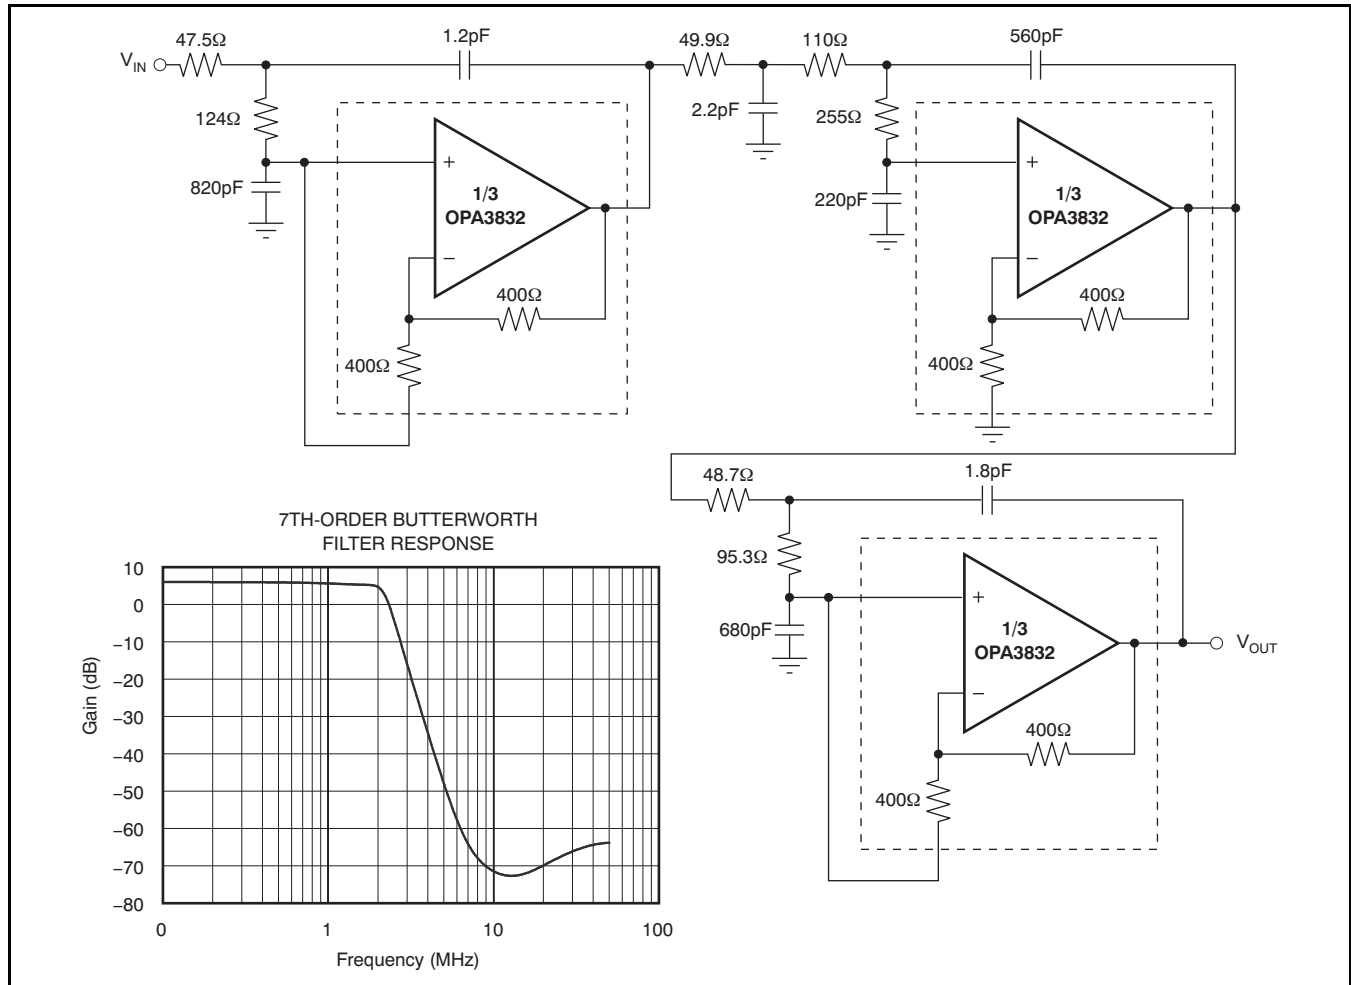 47.5Ω
1.2pF
49.9Ω
110Ω
560pF
VIN
124Ω
2.2pF
255Ω
820pF
+
1/3
OPA3832
−
220pF
+
1/3
OPA3832
−
400Ω
400Ω
400Ω
400Ω
48.7Ω
1.8pF
95.3Ω
680pF
+
1/3
OPA3832
−
VOUT
400Ω
400Ω
7TH-ORDER BUTTERWORTH
FILTER RESPONSE
Gain (dB)
10
0
−10
−20
−30
−40
−50
−60
−70
−80
0 1 10 100
Frequency (MHz)